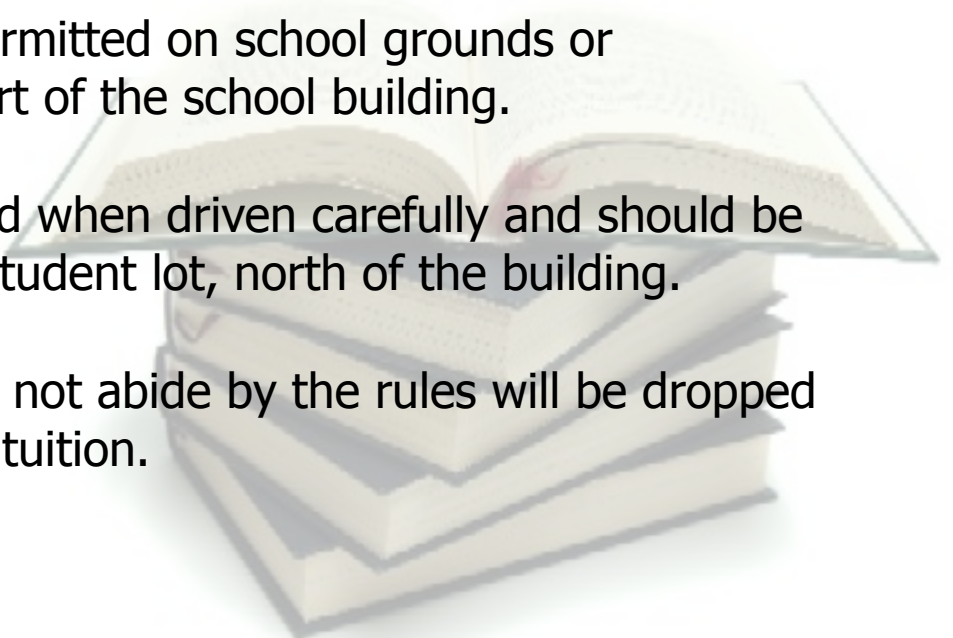 rmitted on school grounds or
rt of the school building.
d when driven carefully and should be
tudent lot, north of the building.
not abide by the rules will be dropped
tuition.